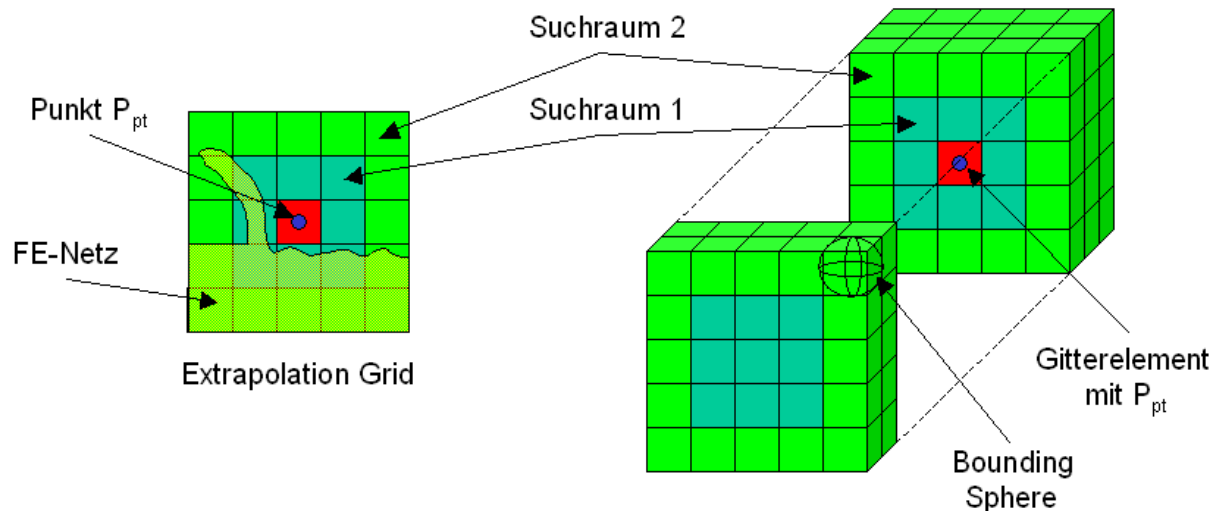 Suchraum 2
Punkt P_pt
Suchraum 1
FE-Netz
Extrapolation Grid
Gitterelement
mit P_pt
Bounding
Sphere